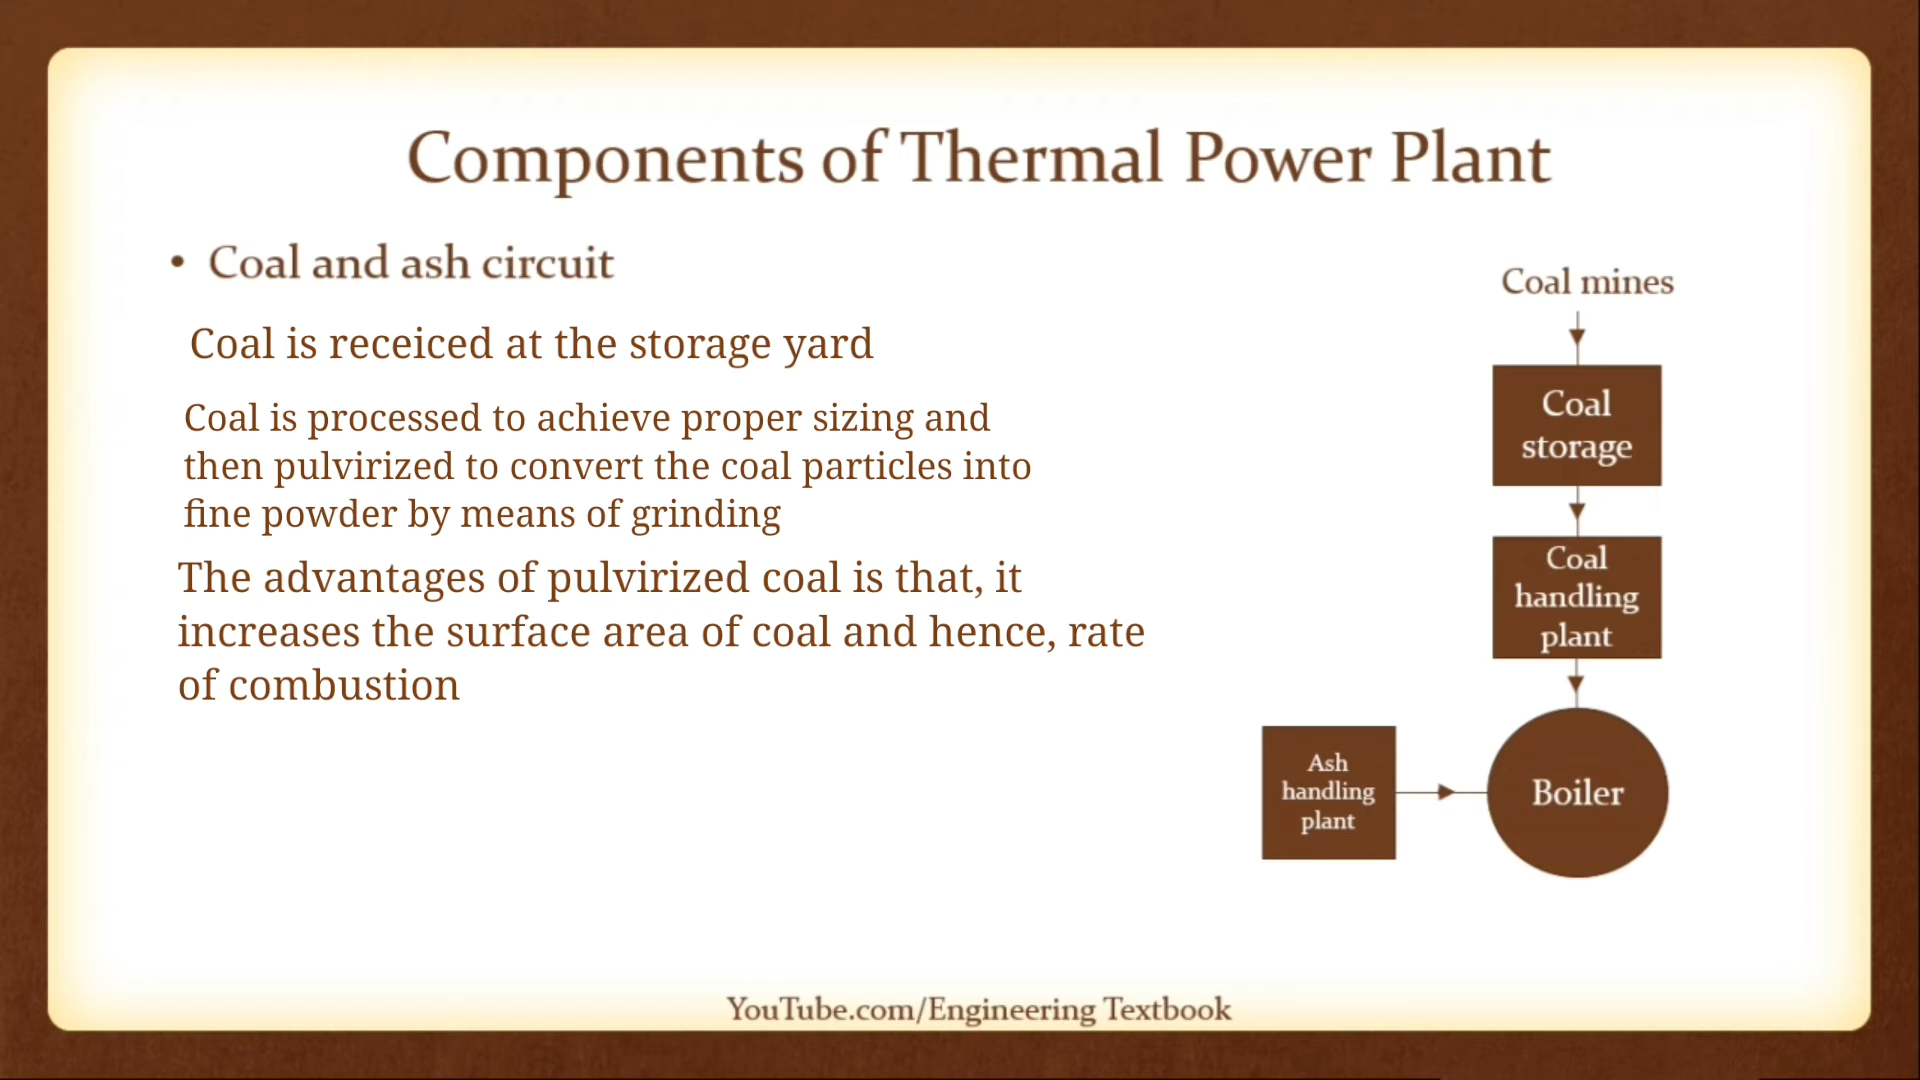 Components of Thermal Power Plant
• Coal and ash circuit
Coal is receiced at the storage yard
Coal is processed to achieve proper sizing and
then pulvirized to convert the coal particles into
fine powder by means of grinding
The advantages of pulvirized coal is that, it
increases the surface area of coal and hence, rate
of combustion
Coal mines
Coal
storage
Coal
handling
plant
Ash
handling
plant
Boiler
YouTube.com/Engineering Textbook